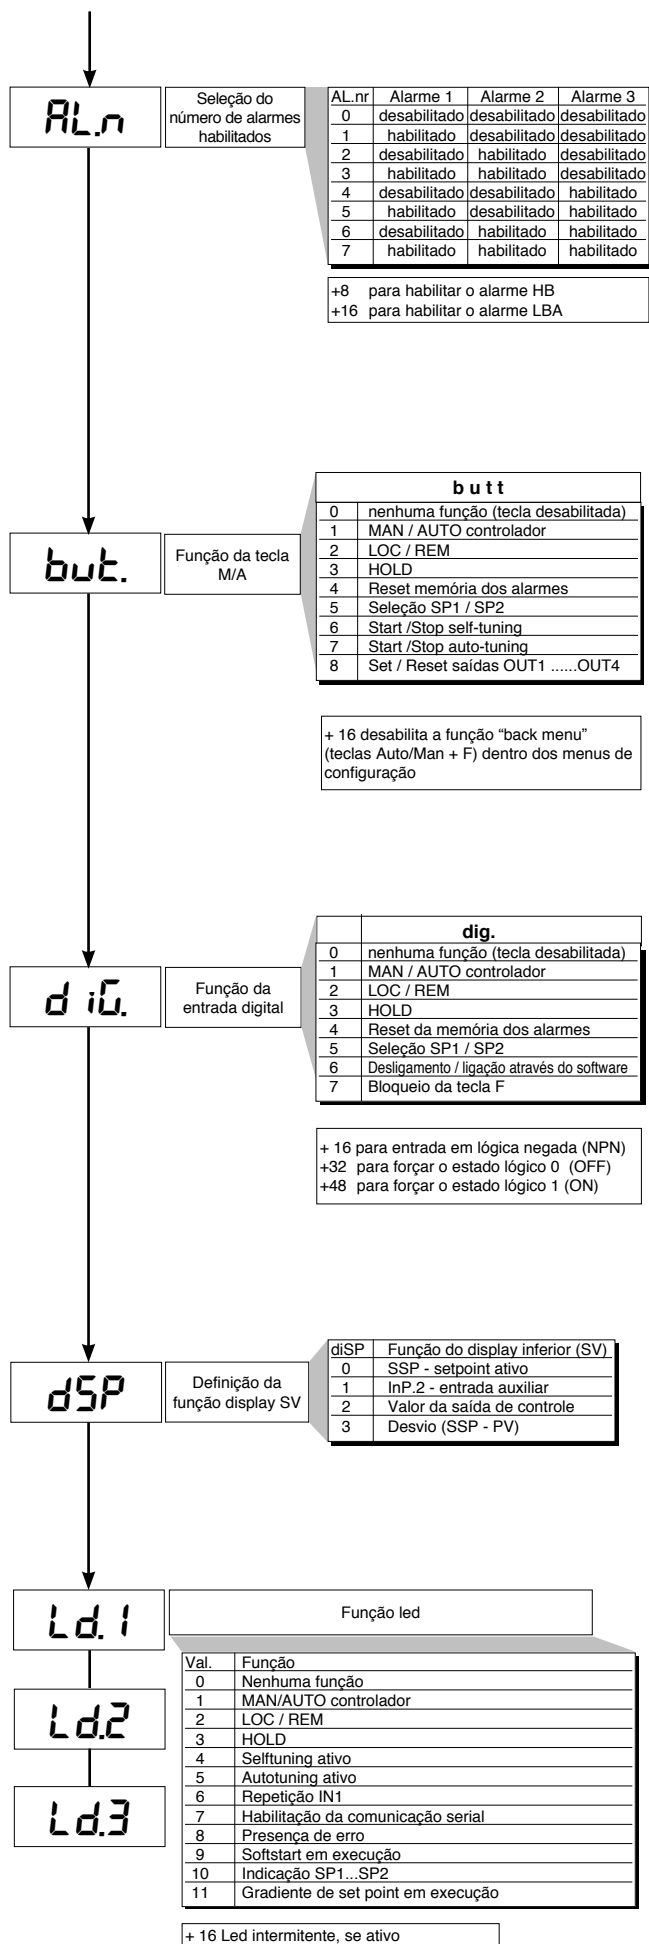 AL.n
Seleção do
número de alarmes
habilitados
AL.nr Alarme 1 Alarme 2 Alarme 3
0 desabilitado desabilitado desabilitado
1 habilitado desabilitado desabilitado
2 desabilitado habilitado desabilitado
3 habilitado habilitado desabilitado
4 desabilitado desabilitado habilitado
5 habilitado desabilitado habilitado
6 desabilitado habilitado habilitado
7 habilitado habilitado habilitado
+8 para habilitar o alarme HB
+16 para habilitar o alarme LBA
but.
Função da tecla
M/A
b u t t
0 nenhuma função (tecla desabilitada)
1 MAN / AUTO controlador
2 LOC / REM
3 HOLD
4 Reset memória dos alarmes
5 Seleção SP1 / SP2
6 Start /Stop self-tuning
7 Start /Stop auto-tuning
8 Set / Reset saídas OUT1 ......OUT4
+ 16 desabilita a função “back menu”
(teclas Auto/Man + F) dentro dos menus de
configuração
diG.
Função da
entrada digital
dig.
0 nenhuma função (tecla desabilitada)
1 MAN / AUTO controlador
2 LOC / REM
3 HOLD
4 Reset da memória dos alarmes
5 Seleção SP1 / SP2
6 Desligamento / ligação através do software
7 Bloqueio da tecla F
+ 16 para entrada em lógica negada (NPN)
+32 para forçar o estado lógico 0 (OFF)
+48 para forçar o estado lógico 1 (ON)
dSP
Definição da
função display SV
diSP Função do display inferior (SV)
0 SSP - setpoint ativo
1 InP.2 - entrada auxiliar
2 Valor da saída de controle
3 Desvio (SSP - PV)
Ld.1
Função led
Val. Função
0 Nenhuma função
1 MAN/AUTO controlador
2 LOC / REM
3 HOLD
4 Selftuning ativo
5 Autotuning ativo
6 Repetição IN1
7 Habilitação da comunicação serial
8 Presença de erro
9 Softstart em execução
10 Indicação SP1...SP2
11 Gradiente de set point em execução
Ld.2
Ld.3
+ 16 Led intermitente, se ativo